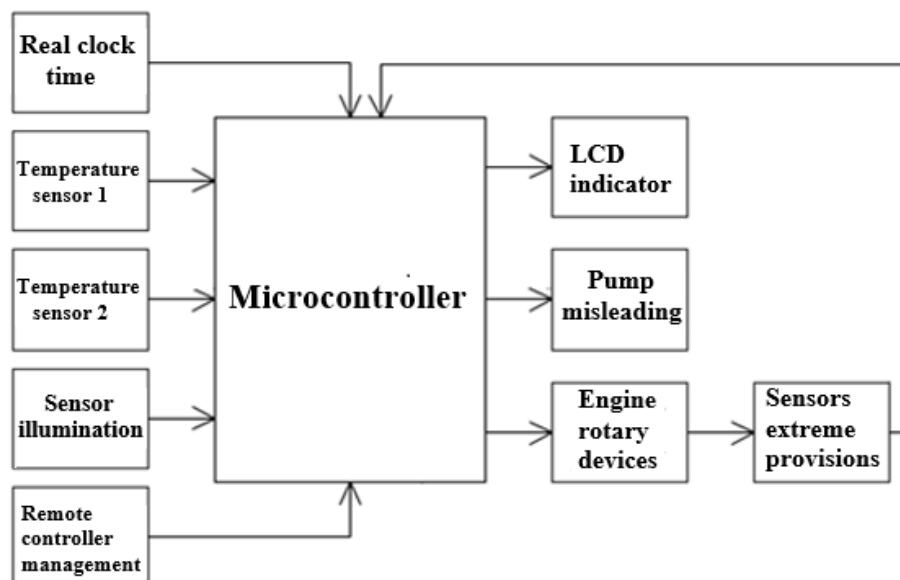 Real clock
time
Temperature
sensor 1
Temperature
sensor 2
Sensor
illumination
Remote
controller
management
Microcontroller
LCD
indicator
Pump
misleading
Engine
rotary
devices
Sensors
extreme
provisions